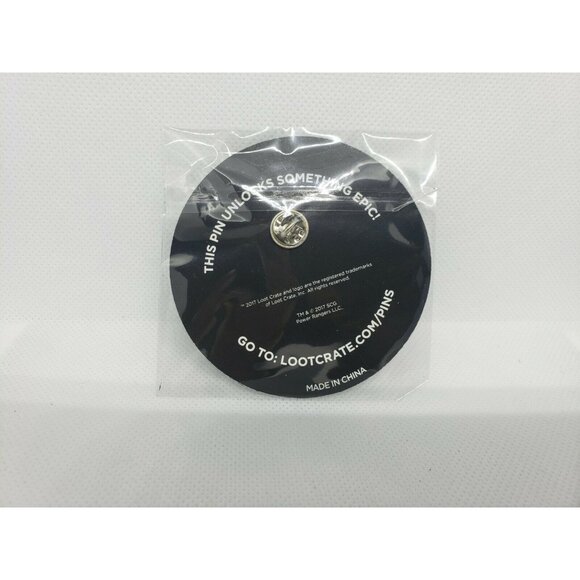 THIS PIN UNLOCKS SOMETHING EPIC!
™ 2017 Loot Crate and logo are the registered trademarks
of Loot Crate, Inc. All rights reserved.
TM & © 2017 SCG
Power Rangers LLC.
GO TO: LOOTCRATE.COM/PINS
MADE IN CHINA